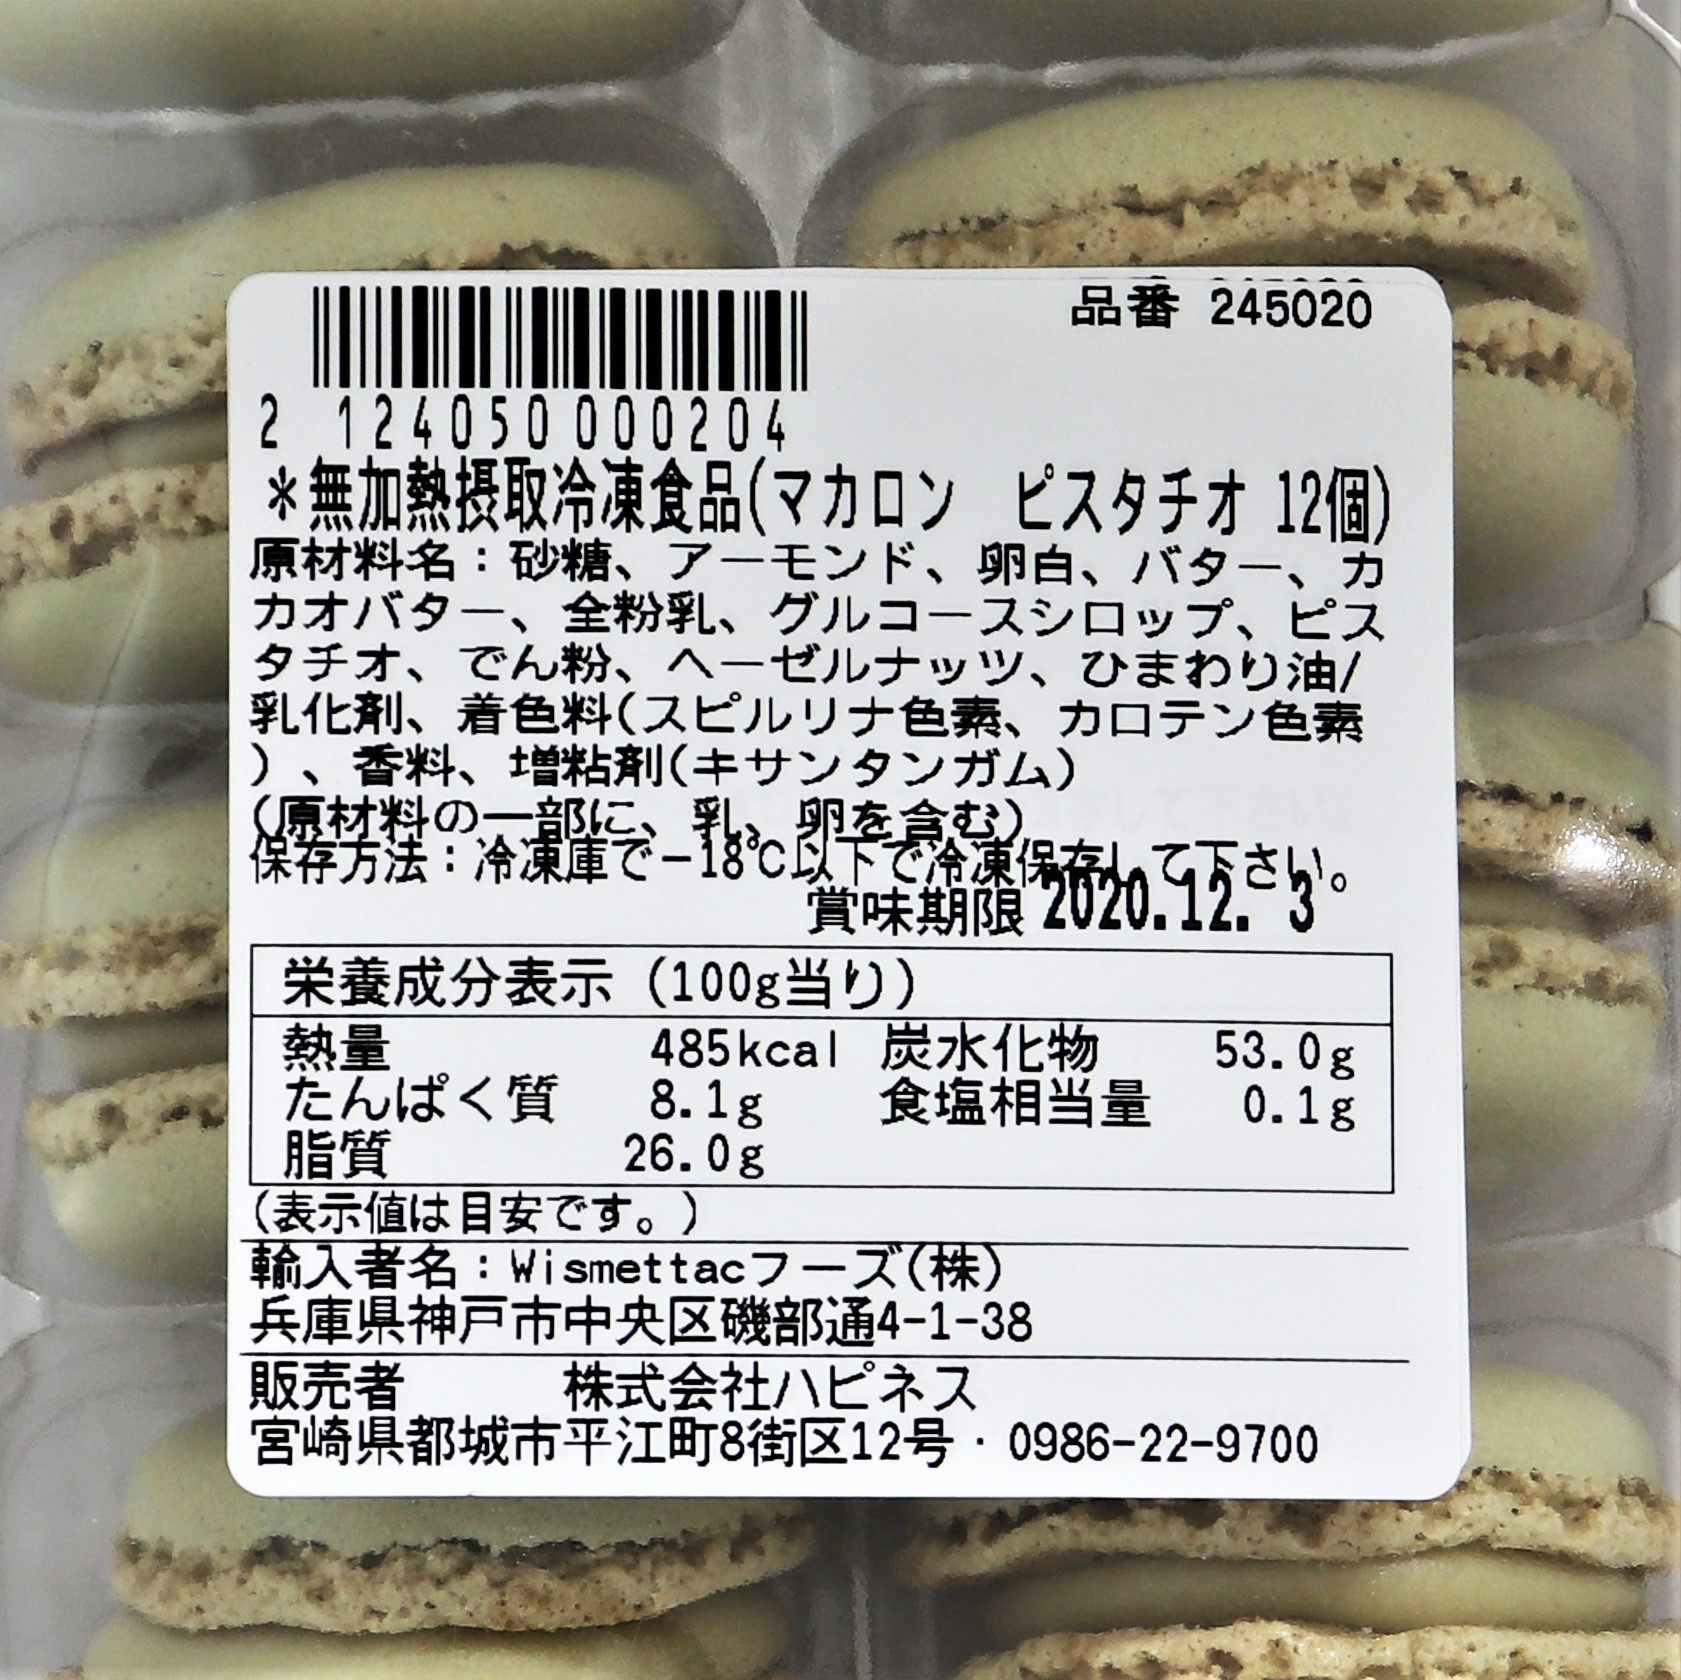 品番 245020
2 124050 000204
*無加熱摂取冷凍食品(マカロン ピスタチオ 12個)
原材料名：砂糖、アーモンド、卵白、バター、カ
カオバター、全粉乳、グルコースシロップ、ピス
タチオ、でん粉、ヘーゼルナッツ、ひまわり油/
乳化剤、着色料(スピルリナ色素、カロテン色素
)、香料、増粘剤(キサンタンガム)
(原材料の一部に、乳、卵を含む)
保存方法：冷凍庫で-18℃以下で冷凍保存して下さい。
賞味期限 2020.12. 3
栄養成分表示 (100g当り)
熱量 485kcal 炭水化物 53.0g
たんぱく質 8.1g 食塩相当量 0.1g
脂質 26.0g
(表示値は目安です。)
輸入者名：Wismettacフーズ(株)
兵庫県神戸市中央区磯部通4-1-38
販売者 株式会社ハピネス
宮崎県都城市平江町8街区12号・0986-22-9700